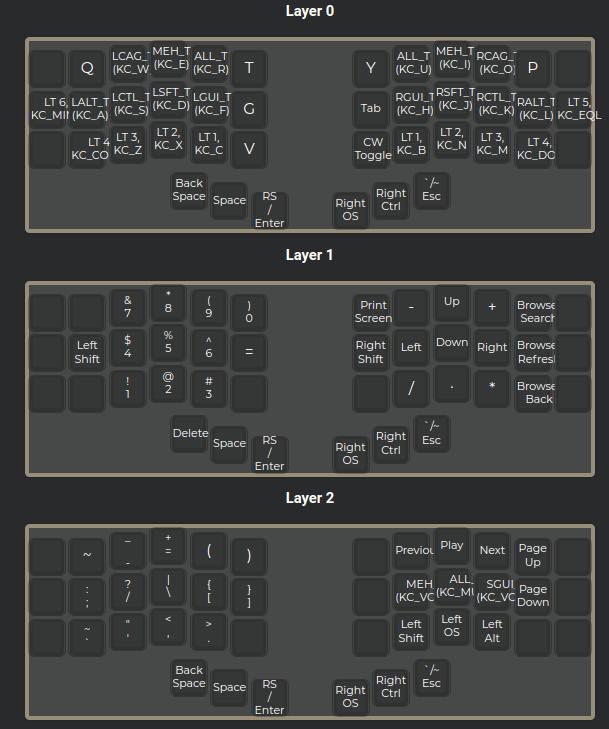 Layer 0
Q LCAG_T (KC_W MEH_T (KC_E) ALL_T (KC_R) T Y ALL_T (KC_U) MEH_T (KC_I) RCAG_T (KC_O) P
LT 6, KC_MI LALT_T (KC_A) LCTL_T (KC_S) LSFT_T (KC_D) LGUI_T (KC_F) G Tab RGUI_T (KC_H) RSFT_T (KC_J) RCTL_T (KC_K) RALT_T (KC_L) LT 5, KC_EQL
LT 4 KC_CO LT 3, KC_Z LT 2, KC_X LT 1, KC_C V CW Toggle LT 1, KC_B LT 2, KC_N LT 3, KC_M LT 4, KC_DO
Back Space Space RS / Enter Right OS Right Ctrl `/~ Esc
Layer 1
& 7 * 8 ( 9 ) 0 Print Screen - Up + Browse Search
Left Shift $ 4 % 5 ^ 6 = Right Shift Left Down Right Browse Refres
! 1 @ 2 # 3 / . * Browse Back
Delete Space RS / Enter Right OS Right Ctrl `/~ Esc
Layer 2
~ _ - + = ( ) Previou Play Next Page Up
: ; ? / | \ { [ } ] MEH_ (KC_VO ALL_ (KC_MU SGUI_ (KC_VO Page Down
~ ` " ' < , > . Left Shift Left OS Left Alt
Back Space Space RS / Enter Right OS Right Ctrl `/~ Esc